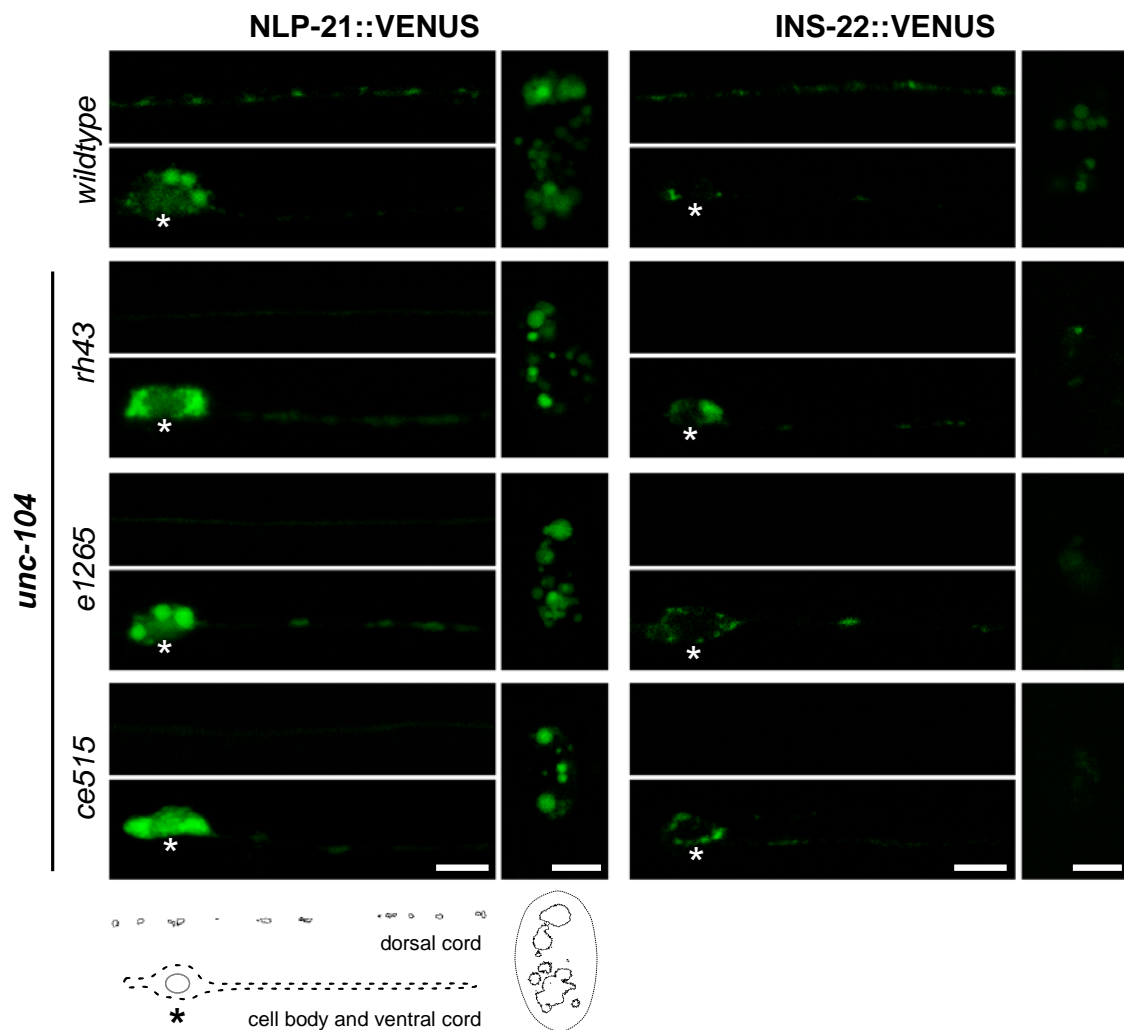 NLP-21::VENUS
INS-22::VENUS
wildtype
*
*
unc-104
rh43
*
*
e1265
*
*
ce515
*
*
dorsal cord
*
cell body and ventral cord